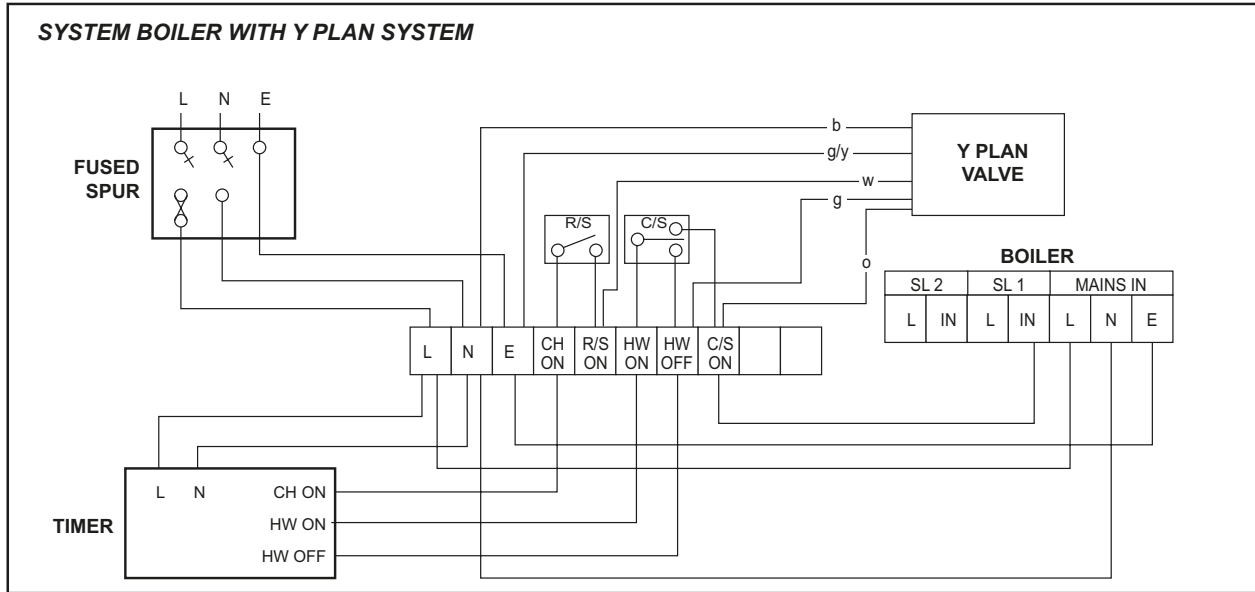 SYSTEM BOILER WITH Y PLAN SYSTEM
L N E
FUSED
SPUR
b
g/y
w
g
o
Y PLAN
VALVE
R/S
C/S
BOILER
SL 2 SL 1 MAINS IN
L IN L IN L N E
L N E CH ON R/S ON HW ON HW OFF C/S ON
TIMER
L N CH ON
HW ON
HW OFF